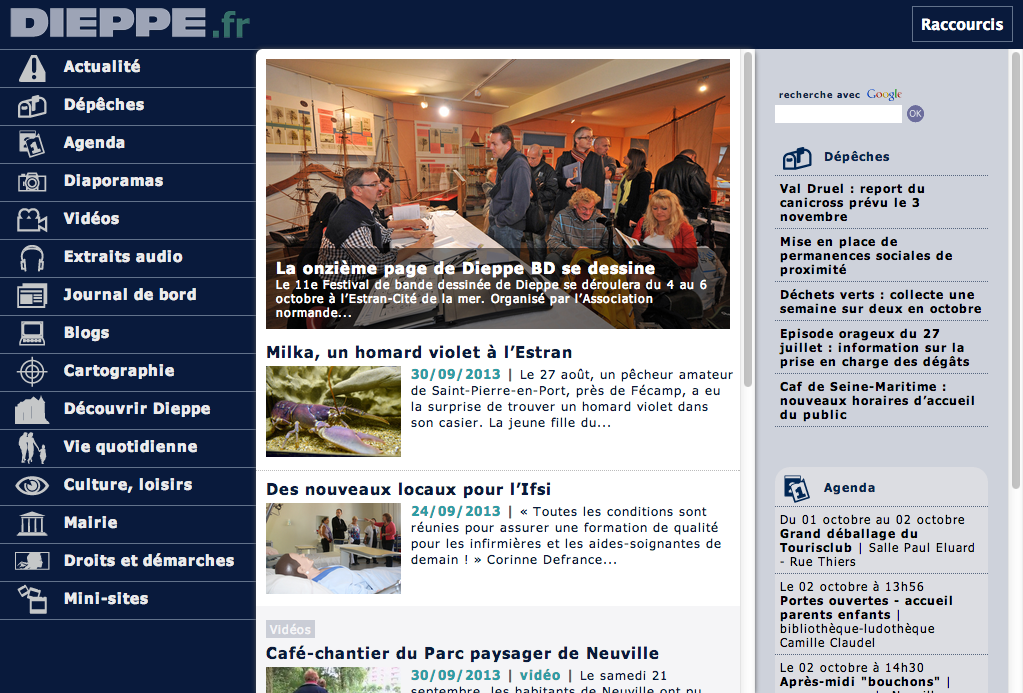 DIEPPE.fr
Raccourcis
Actualité
Dépêches
Agenda
Diaporamas
Vidéos
Extraits audio
Journal de bord
Blogs
Cartographie
Découvrir Dieppe
Vie quotidienne
Culture, loisirs
Mairie
Droits et démarches
Mini-sites
La onzième page de Dieppe BD se dessine
Le 11e Festival de bande dessinée de Dieppe se déroulera du 4 au 6
octobre à l’Estran-Cité de la mer. Organisé par l’Association
normande...
Milka, un homard violet à l’Estran
30/09/2013 | Le 27 août, un pêcheur amateur
de Saint-Pierre-en-Port, près de Fécamp, a eu
la surprise de trouver un homard violet dans
son casier. La jeune fille du...
Des nouveaux locaux pour l’Ifsi
24/09/2013 | « Toutes les conditions sont
réunies pour assurer une formation de qualité
pour les infirmières et les aides-soignantes de
demain ! » Corinne Defrance...
Vidéos
Café-chantier du Parc paysager de Neuville
30/09/2013 | vidéo | Le samedi 21
septembre, les habitants de Neuville ont pu
recherche avec Google
OK
Dépêches
Val Druel : report du
canicross prévu le 3
novembre
Mise en place de
permanences sociales de
proximité
Déchets verts : collecte une
semaine sur deux en octobre
Episode orageux du 27
juillet : information sur la
prise en charge des dégâts
Caf de Seine-Maritime :
nouveaux horaires d’accueil
du public
Agenda
Du 01 octobre au 02 octobre
Grand déballage du
Tourisclub | Salle Paul Eluard
- Rue Thiers
Le 02 octobre à 13h56
Portes ouvertes - accueil
parents enfants |
bibliothèque-ludothèque
Camille Claudel
Le 02 octobre à 14h30
Après-midi "bouchons" |